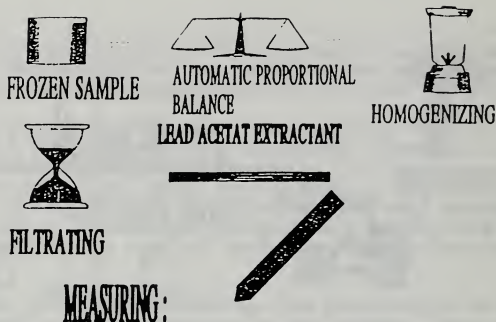 FROZEN SAMPLE
AUTOMATIC PROPORTIONAL
BALANCE
LEAD ACETAT EXTRACTANT
HOMOGENIZING
FILTRATING
MEASURING: